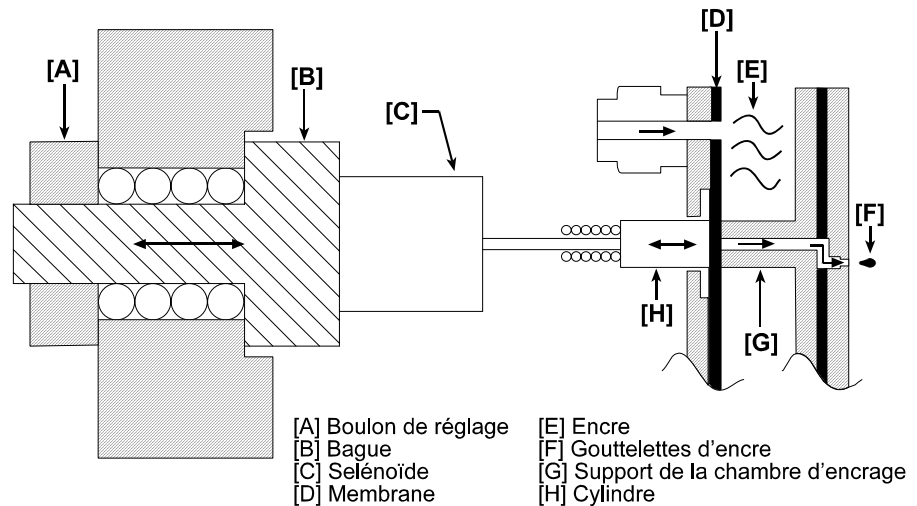 [D]
[A]
[B]
[E]
[C]
[F]
[H]
[G]
[A] Boulon de réglage
[B] Bague
[C] Selénoïde
[D] Membrane
[E] Encre
[F] Gouttelettes d'encre
[G] Support de la chambre d'encrage
[H] Cylindre